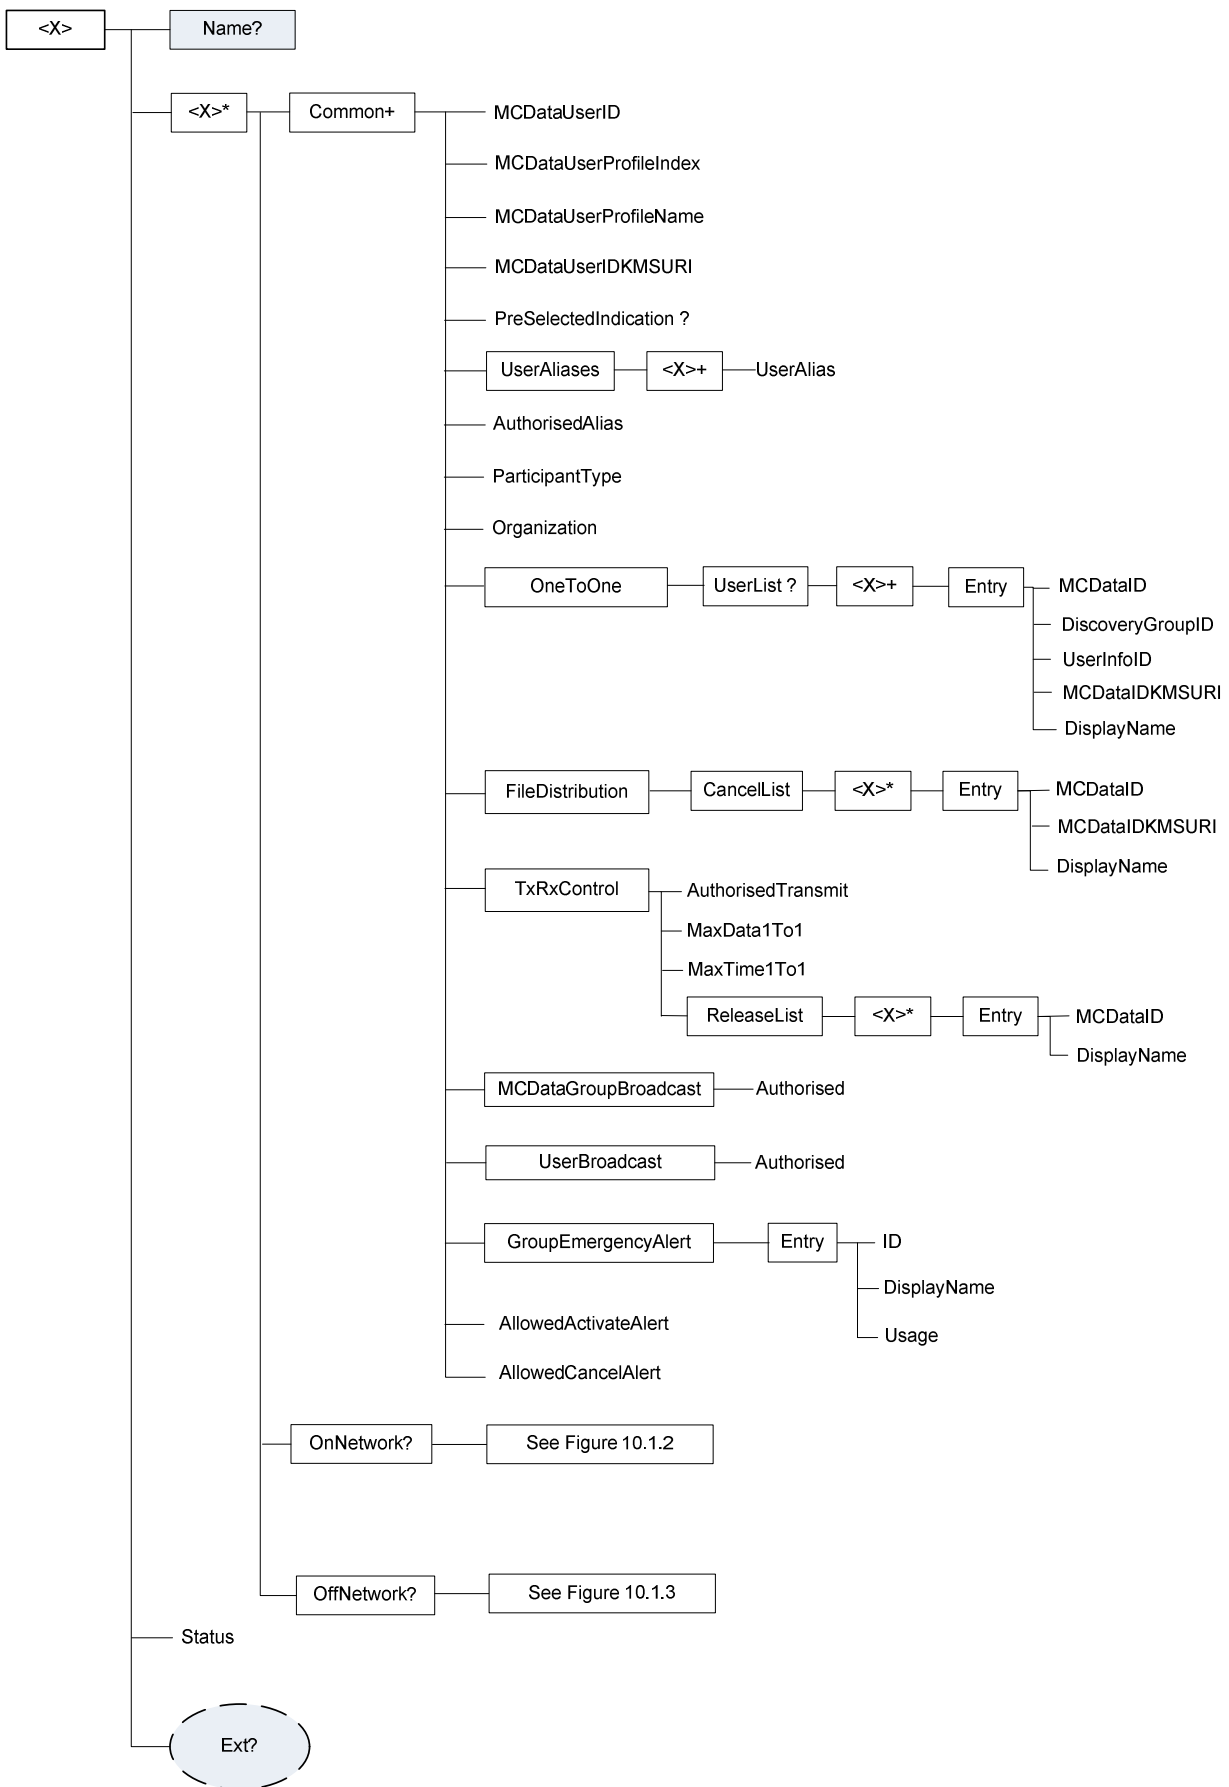 <X>
Name?
<X>*
Common+
MCDataUserID
MCDataUserProfileIndex
MCDataUserProfileName
MCDataUserIDKMSURI
PreSelectedIndication ?
UserAliases
<X>+
UserAlias
AuthorisedAlias
ParticipantType
Organization
OneToOne
UserList ?
<X>+
Entry
MCDataID
DiscoveryGroupID
UserInfoID
MCDataIDKMSURI
DisplayName
FileDistribution
CancelList
<X>*
Entry
MCDataID
MCDataIDKMSURI
DisplayName
TxRxControl
AuthorisedTransmit
MaxData1To1
MaxTime1To1
ReleaseList
<X>*
Entry
MCDataID
DisplayName
MCDataGroupBroadcast
Authorised
UserBroadcast
Authorised
GroupEmergencyAlert
Entry
ID
DisplayName
Usage
AllowedActivateAlert
AllowedCancelAlert
OnNetwork?
See Figure 10.1.2
OffNetwork?
See Figure 10.1.3
Status
Ext?